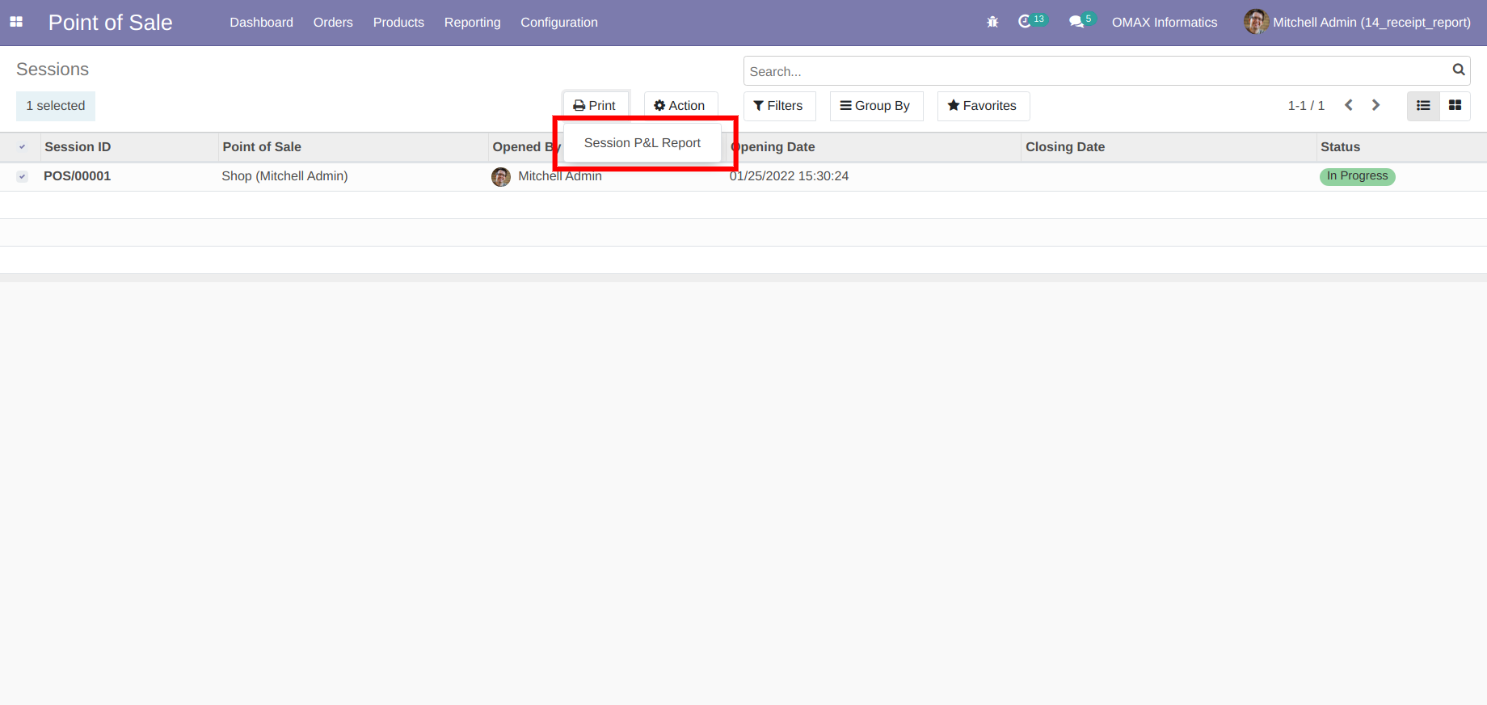 Point of Sale Dashboard Orders Products Reporting Configuration 13 5 OMAX Informatics Mitchell Admin (14_receipt_report)
Sessions Search...
1 selected Print Action Filters Group By Favorites 1-1 / 1
Session P&L Report
Session ID Point of Sale Opened By Opening Date Closing Date Status
POS/00001 Shop (Mitchell Admin) Mitchell Admin 01/25/2022 15:30:24 In Progress